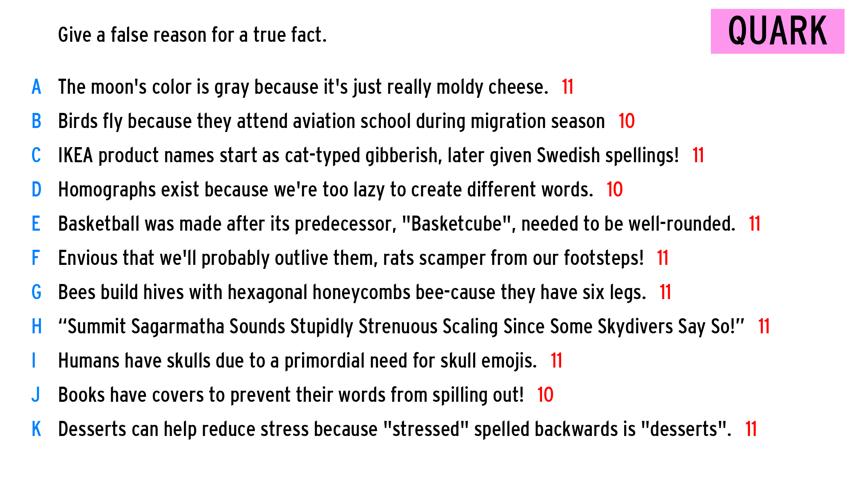 Give a false reason for a true fact.
QUARK
A The moon's color is gray because it's just really moldy cheese. 11
B Birds fly because they attend aviation school during migration season 10
C IKEA product names start as cat-typed gibberish, later given Swedish spellings! 11
D Homographs exist because we're too lazy to create different words. 10
E Basketball was made after its predecessor, "Basketcube", needed to be well-rounded. 11
F Envious that we'll probably outlive them, rats scamper from our footsteps! 11
G Bees build hives with hexagonal honeycombs bee-cause they have six legs. 11
H “Summit Sagarmatha Sounds Stupidly Strenuous Scaling Since Some Skydivers Say So!” 11
I Humans have skulls due to a primordial need for skull emojis. 11
J Books have covers to prevent their words from spilling out! 10
K Desserts can help reduce stress because "stressed" spelled backwards is "desserts". 11